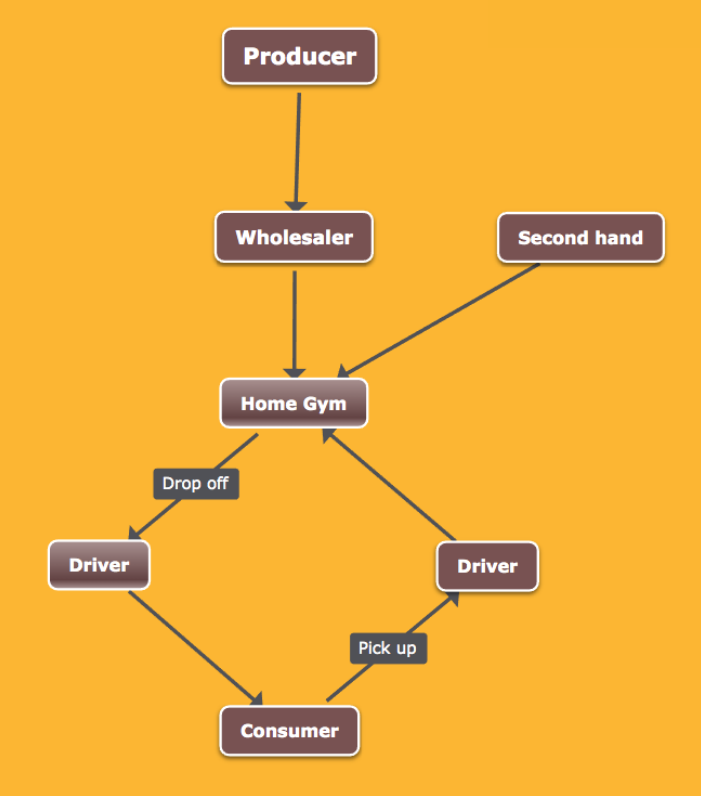 Producer
Wholesaler
Second hand
Home Gym
Drop off
Driver
Driver
Pick up
Consumer